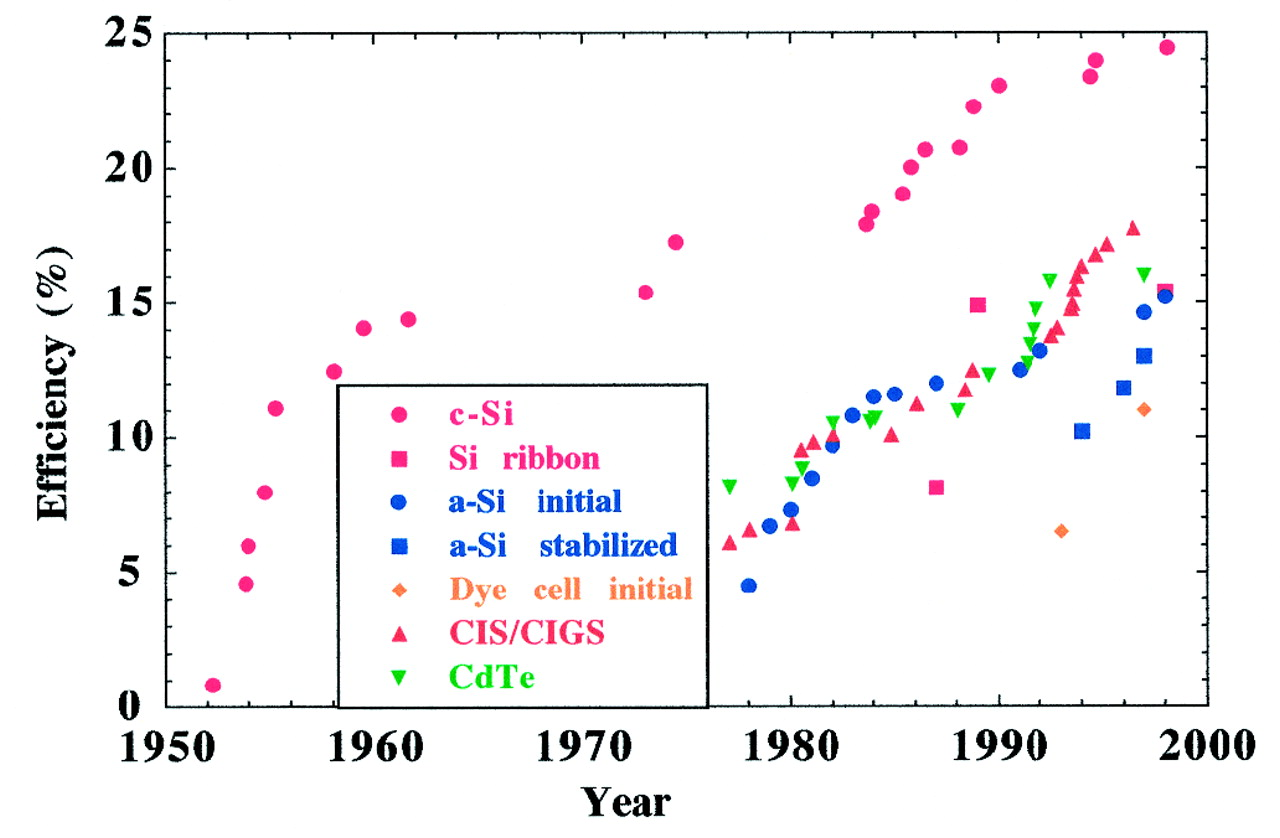 25
20
15
10
5
0
Efficiency (%)
c-Si
Si ribbon
a-Si initial
a-Si stabilized
Dye cell initial
CIS/CIGS
CdTe
1950 1960 1970 1980 1990 2000
Year